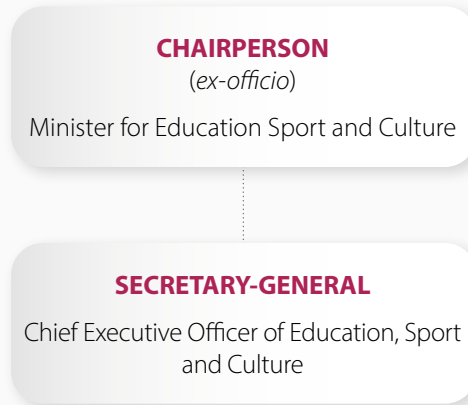 CHAIRPERSON
(ex-officio)
Minister for Education Sport and Culture
SECRETARY-GENERAL
Chief Executive Officer of Education, Sport
and Culture